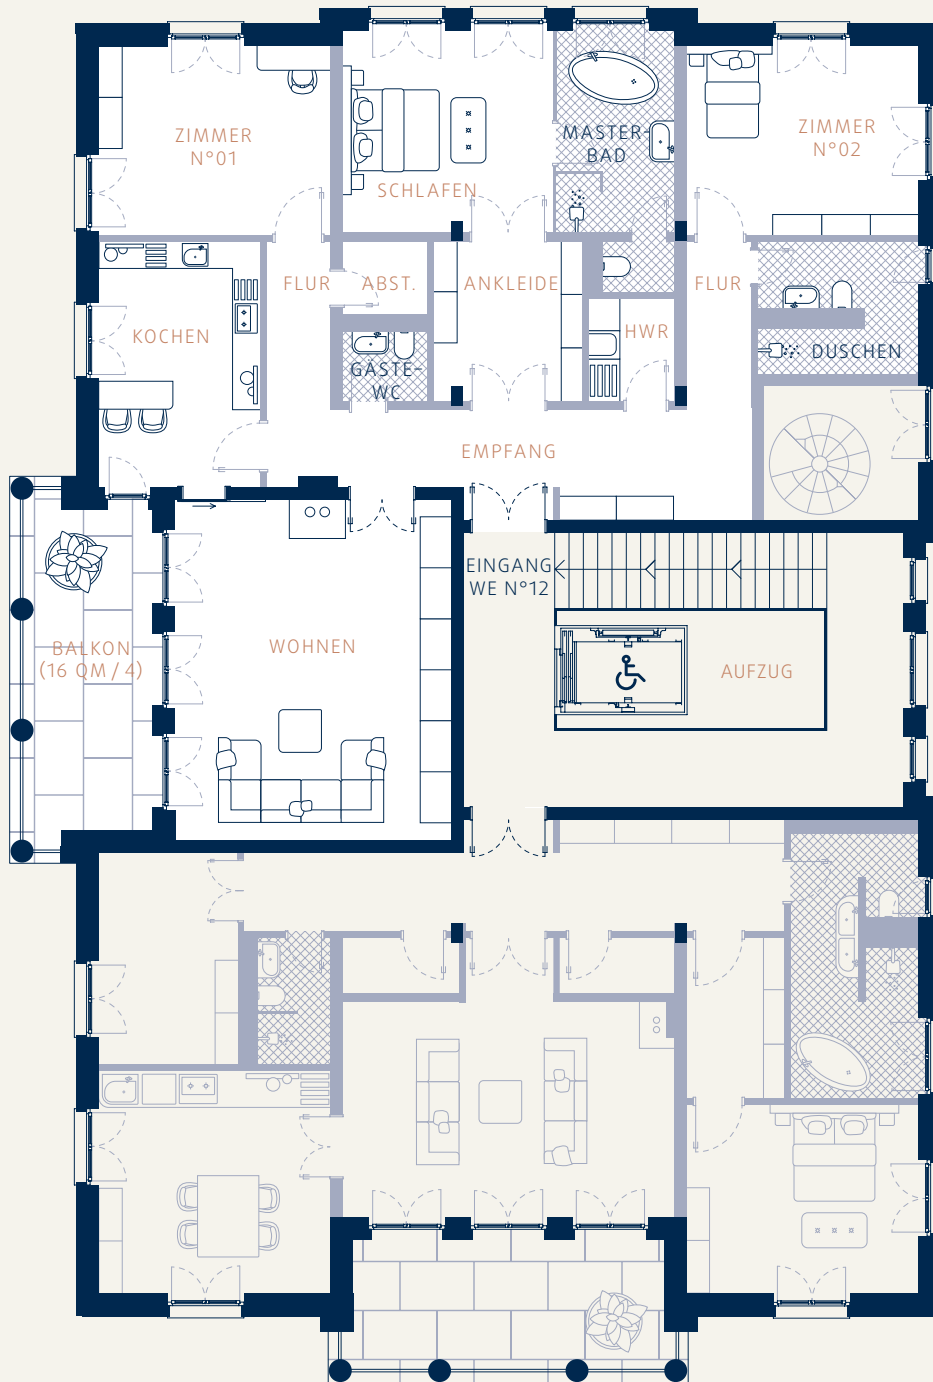 ZIMMER
N°01
SCHLAFEN
MASTER
BAD
ZIMMER
N°02
FLUR
ABST.
ANKLEIDE
FLUR
KOCHEN
HWR
GÄSTE-
WC
DUSCHEN
EMPFANG
EINGANG
WE N°12
BALKON
(16 QM / 4)
WOHNEN
AUFZUG